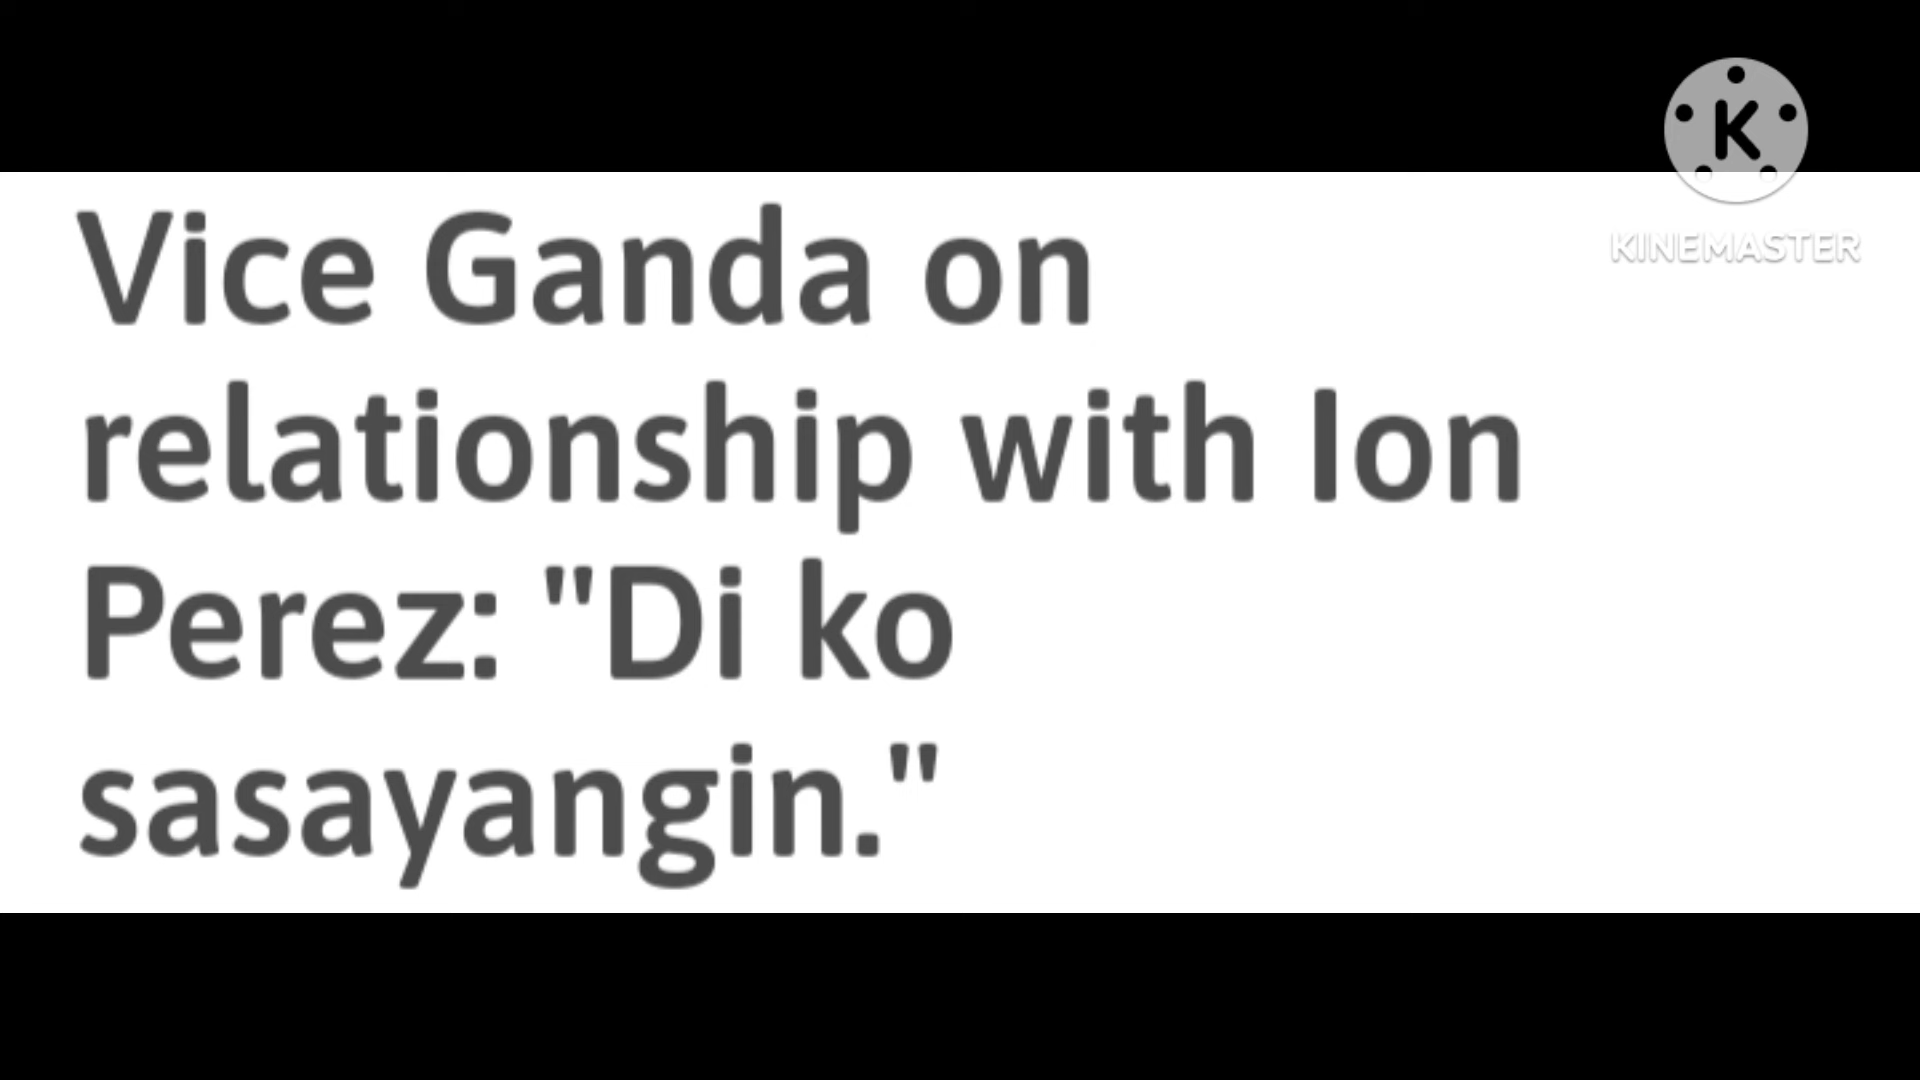 K
KINEMASTER
Vice Ganda on
relationship with Ion
Perez: "Di ko
sasayangin."